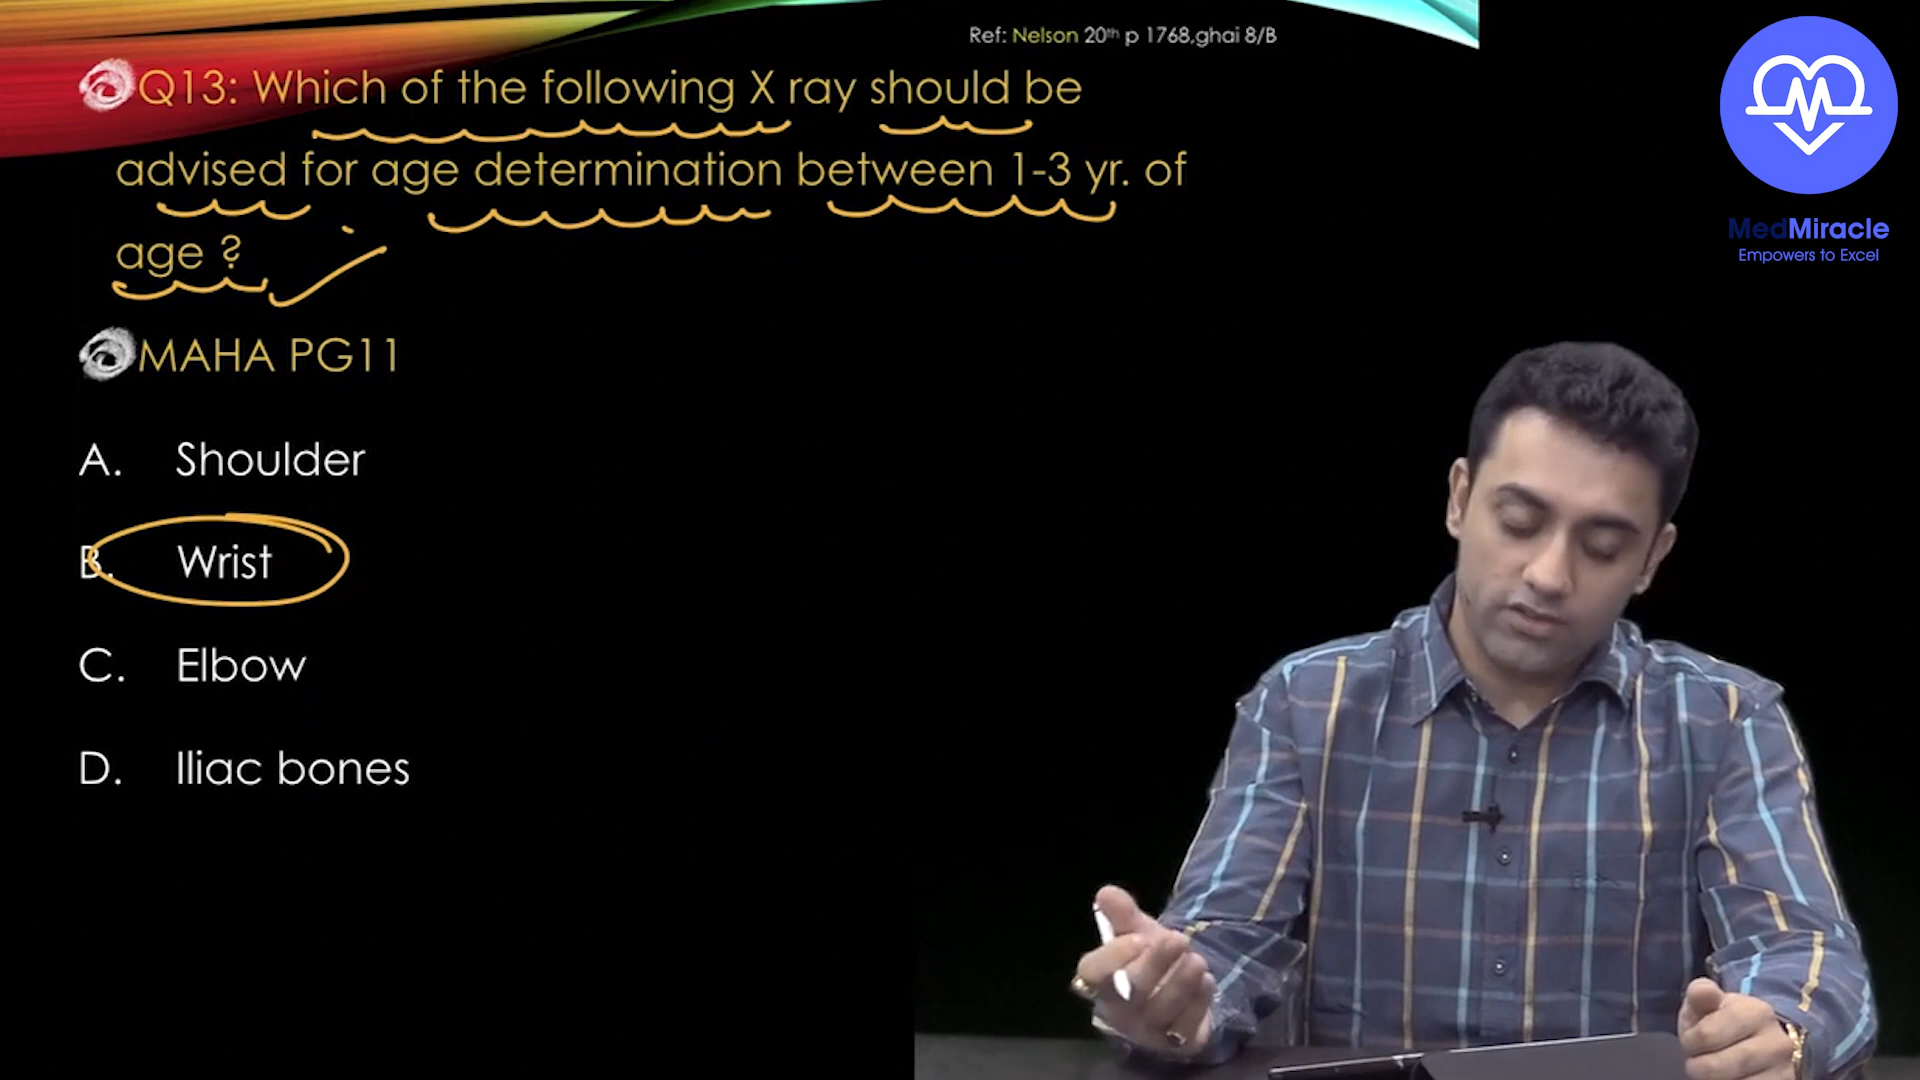 Ref: Nelson 20th p 1768,ghai 8/B
Q13: Which of the following X ray should be
advised for age determination between 1-3 yr. of
age ?
MAHA PG11
A. Shoulder
B. Wrist
C. Elbow
D. Iliac bones
MedMiracle
Empowers to Excel